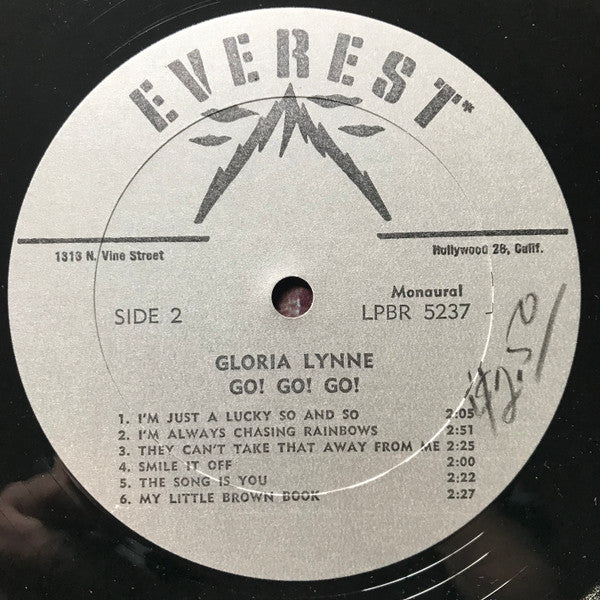 EVEREST
1313 N. Vine Street
Hollywood 28, Calif.
Monaural
SIDE 2
LPBR 5237
GLORIA LYNNE
GO! GO! GO!
1. I'M JUST A LUCKY SO AND SO 2:05
2. I'M ALWAYS CHASING RAINBOWS 2:51
3. THEY CAN'T TAKE THAT AWAY FROM ME 2:25
4. SMILE IT OFF 2:00
5. THE SONG IS YOU 2:22
6. MY LITTLE BROWN BOOK 2:27